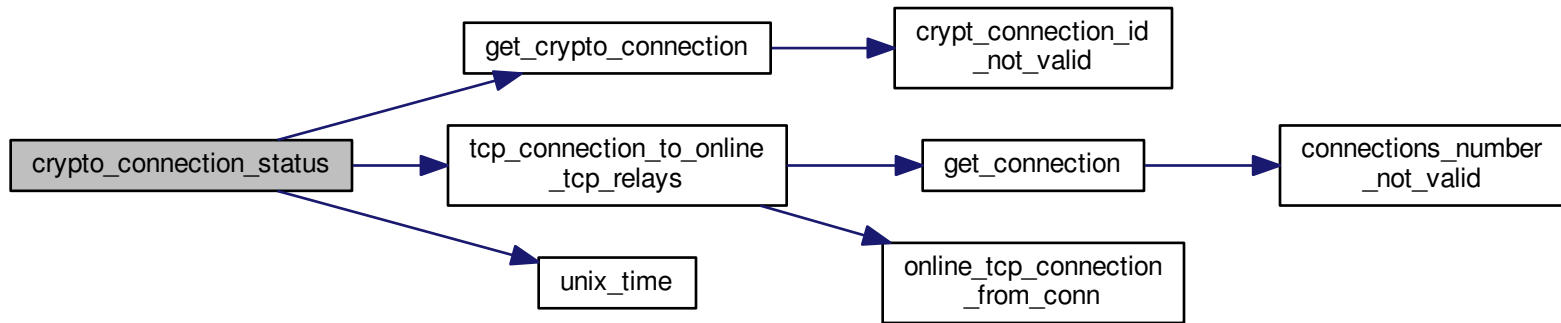 crypto_connection_status
get_crypto_connection
crypt_connection_id
_not_valid
tcp_connection_to_online
_tcp_relays
get_connection
connections_number
_not_valid
online_tcp_connection
_from_conn
unix_time